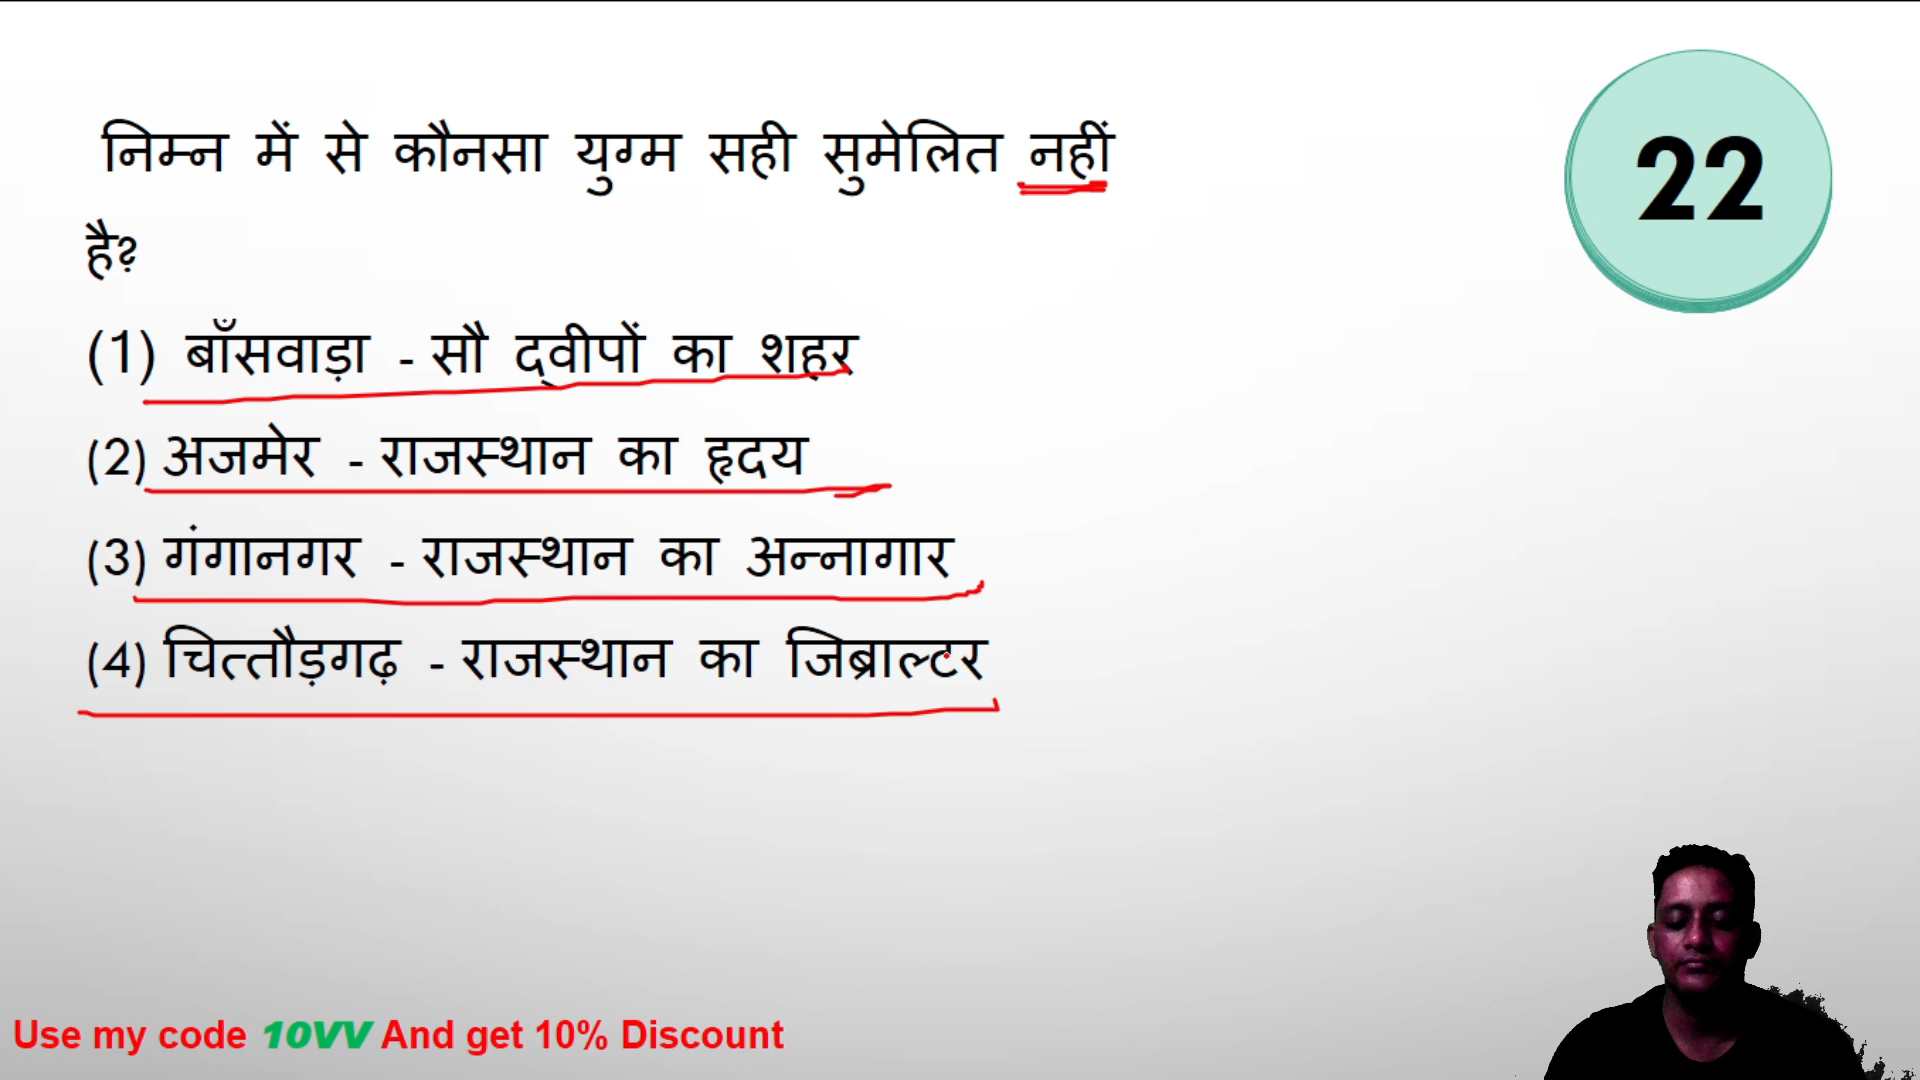 निम्न में से कौनसा युग्म सही सुमेलित नहीं
है?
22
(1) बाँसवाड़ा - सौ द्वीपों का शहर
(2) अजमेर - राजस्थान का हृदय
(3) गंगानगर - राजस्थान का अन्नागार
(4) चित्तौड़गढ़ - राजस्थान का जिब्राल्टर
Use my code 10VV And get 10% Discount